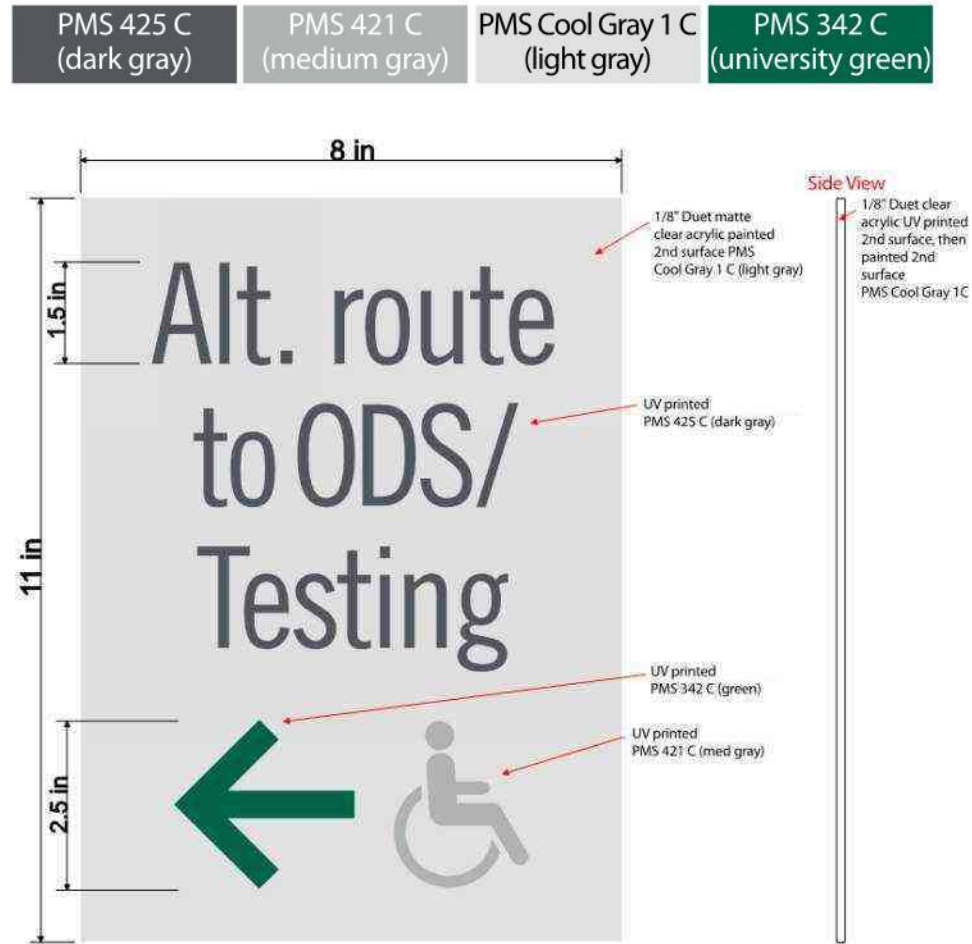 PMS 425 C
(dark gray)
PMS 421 C
(medium gray)
PMS Cool Gray 1 C
(light gray)
PMS 342 C
(university green)
8 in
Side View
1/8" Duet matte
clear acrylic painted
2nd surface PMS
Cool Gray 1 C (light gray)
1/8" Duet clear
acrylic UV printed
2nd surface, then
painted 2nd
surface
PMS Cool Gray 1C
1.5 in
Alt. route
to ODS/
Testing
UV printed
PMS 425 C (dark gray)
11 in
UV printed
PMS 342 C (green)
UV printed
PMS 421 C (med gray)
2.5 in